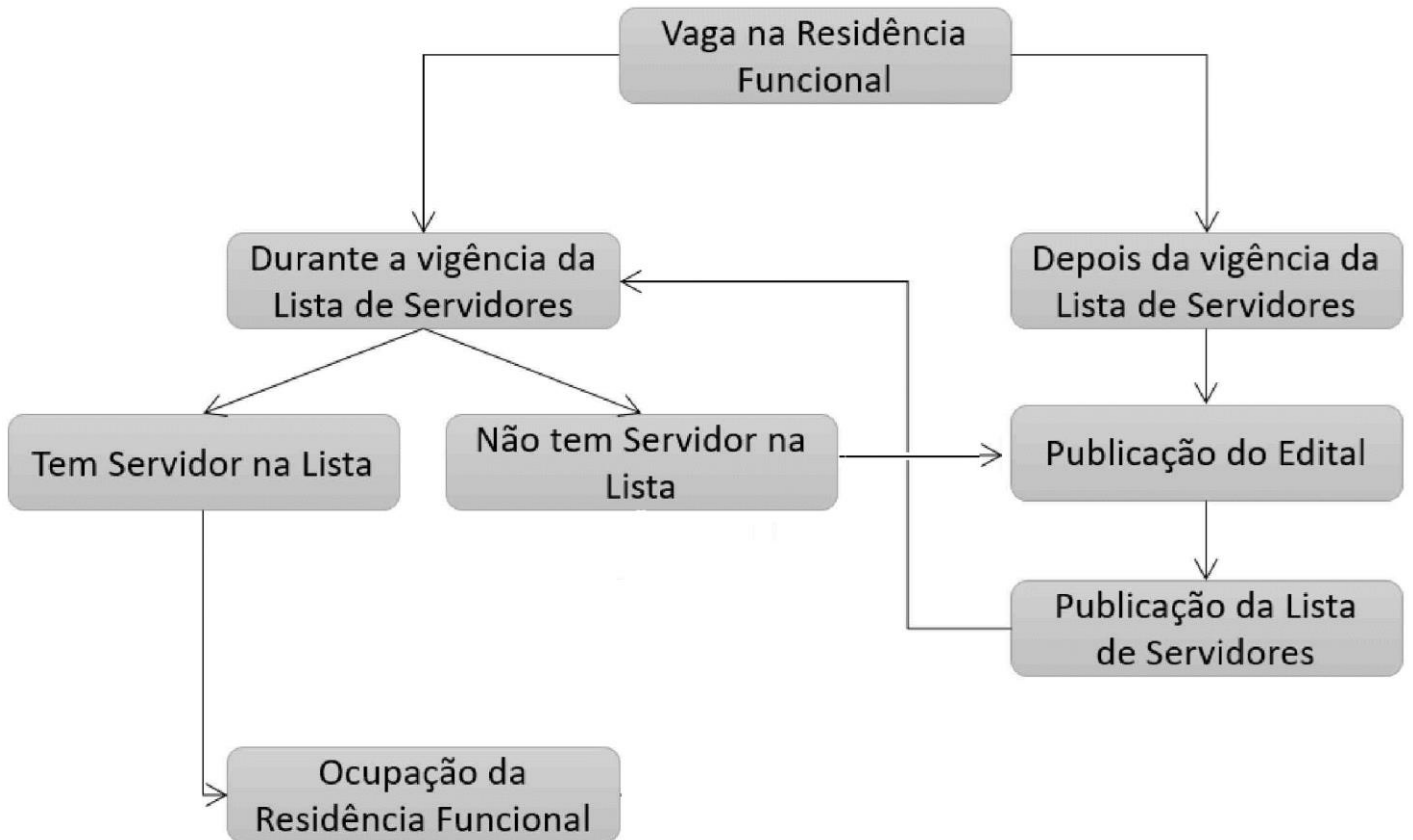 Vaga na Residência
Funcional
Durante a vigência da
Lista de Servidores
Depois da vigência da
Lista de Servidores
Tem Servidor na Lista
Não tem Servidor na
Lista
Publicação do Edital
Publicação da Lista
de Servidores
Ocupação da
Residência Funcional